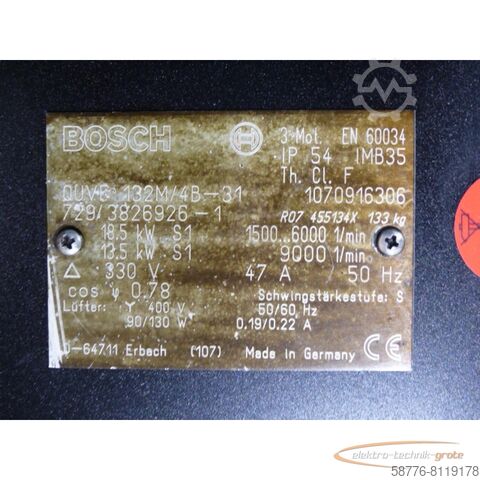 BOSCH 3~Mot. EN 60034
IP 54 IMB35
Th. Cl. F
QUVE 132M/4B-31 1070916306
729/3826926-1 R07 455134X 133 kg
18.5 kW S1 1500...6000 1/min
13.5 kW S1 9000 1/min
△ 330 V 47 A 50 Hz
cos φ 0.78 Schwingstärkestufe: S
Lüfter: Y 400 V 50/60 Hz
90/130 W 0.19/0.22 A
D-64711 Erbach (107) Made in Germany CE
elektro-technik-grote
58776-8119178